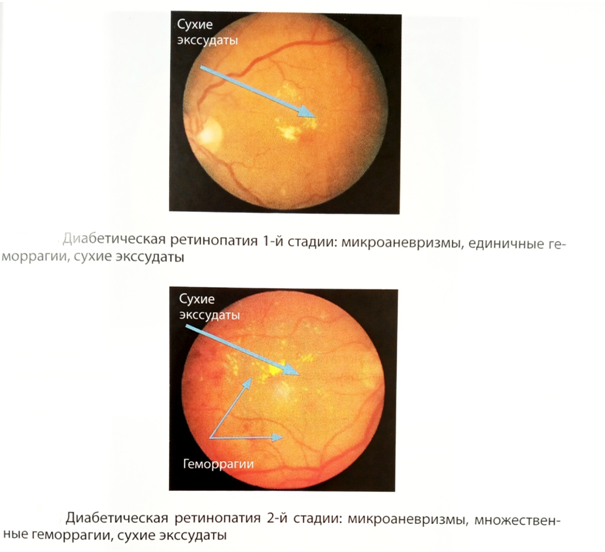 Сухие
экссудаты
Диабетическая ретинопатия 1-й стадии: микроаневризмы, единичные ге-
моррагии, сухие экссудаты
Сухие
экссудаты
Геморрагии
Диабетическая ретинопатия 2-й стадии: микроаневризмы, множествен-
ные геморрагии, сухие экссудаты